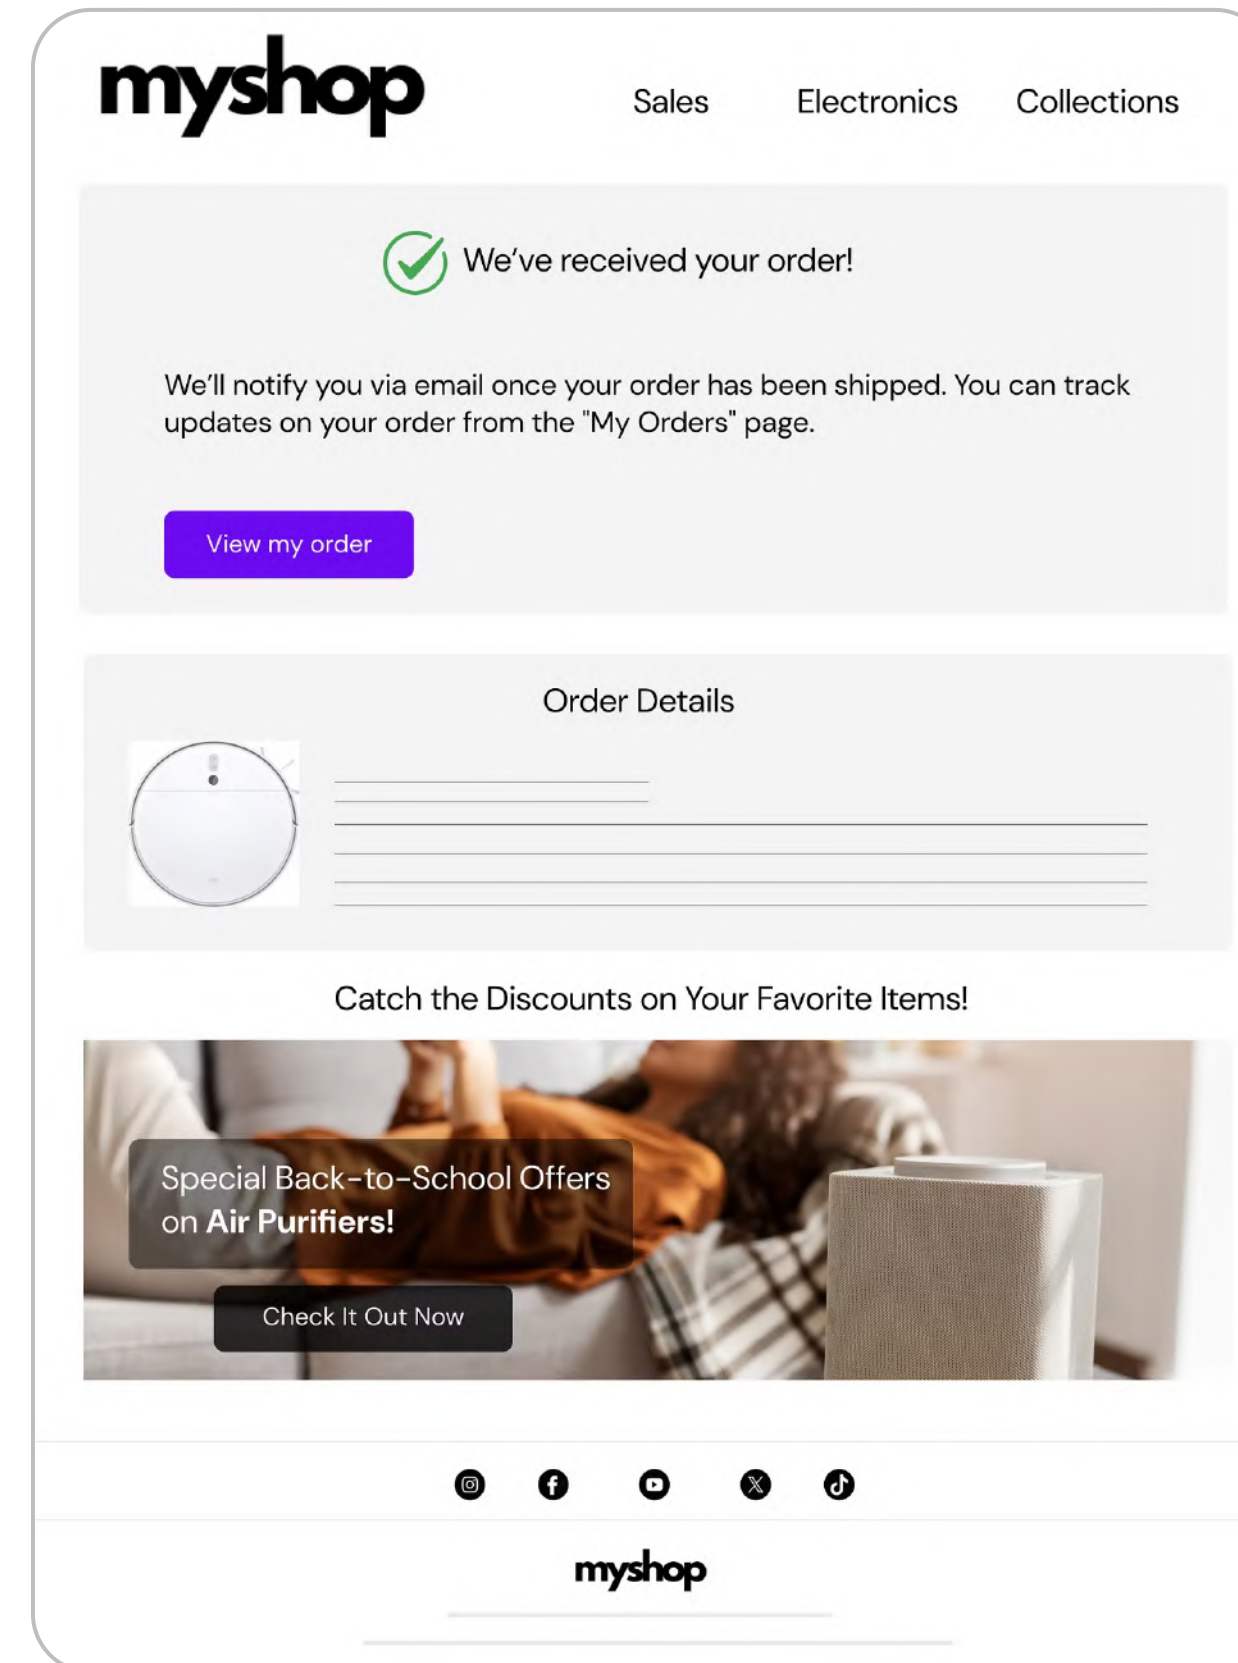 myshop
Sales Electronics Collections
We've received your order!
We'll notify you via email once your order has been shipped. You can track
updates on your order from the "My Orders" page.
View my order
Order Details
Catch the Discounts on Your Favorite Items!
Special Back-to-School Offers
on Air Purifiers!
Check It Out Now
myshop